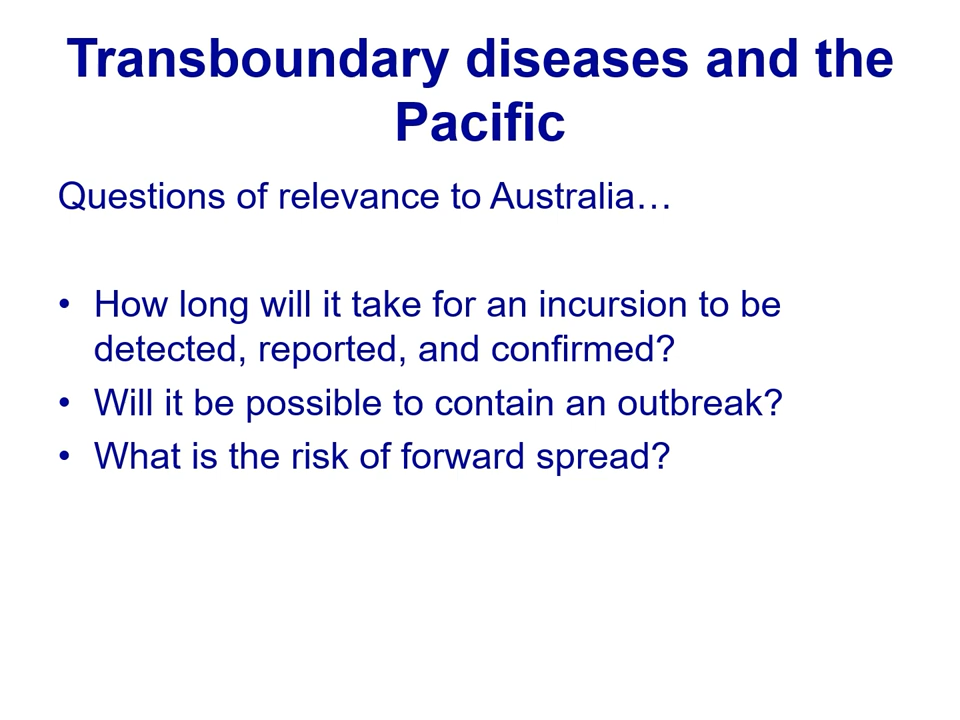 Transboundary diseases and the
Pacific
Questions of relevance to Australia…
• How long will it take for an incursion to be
detected, reported, and confirmed?
• Will it be possible to contain an outbreak?
• What is the risk of forward spread?